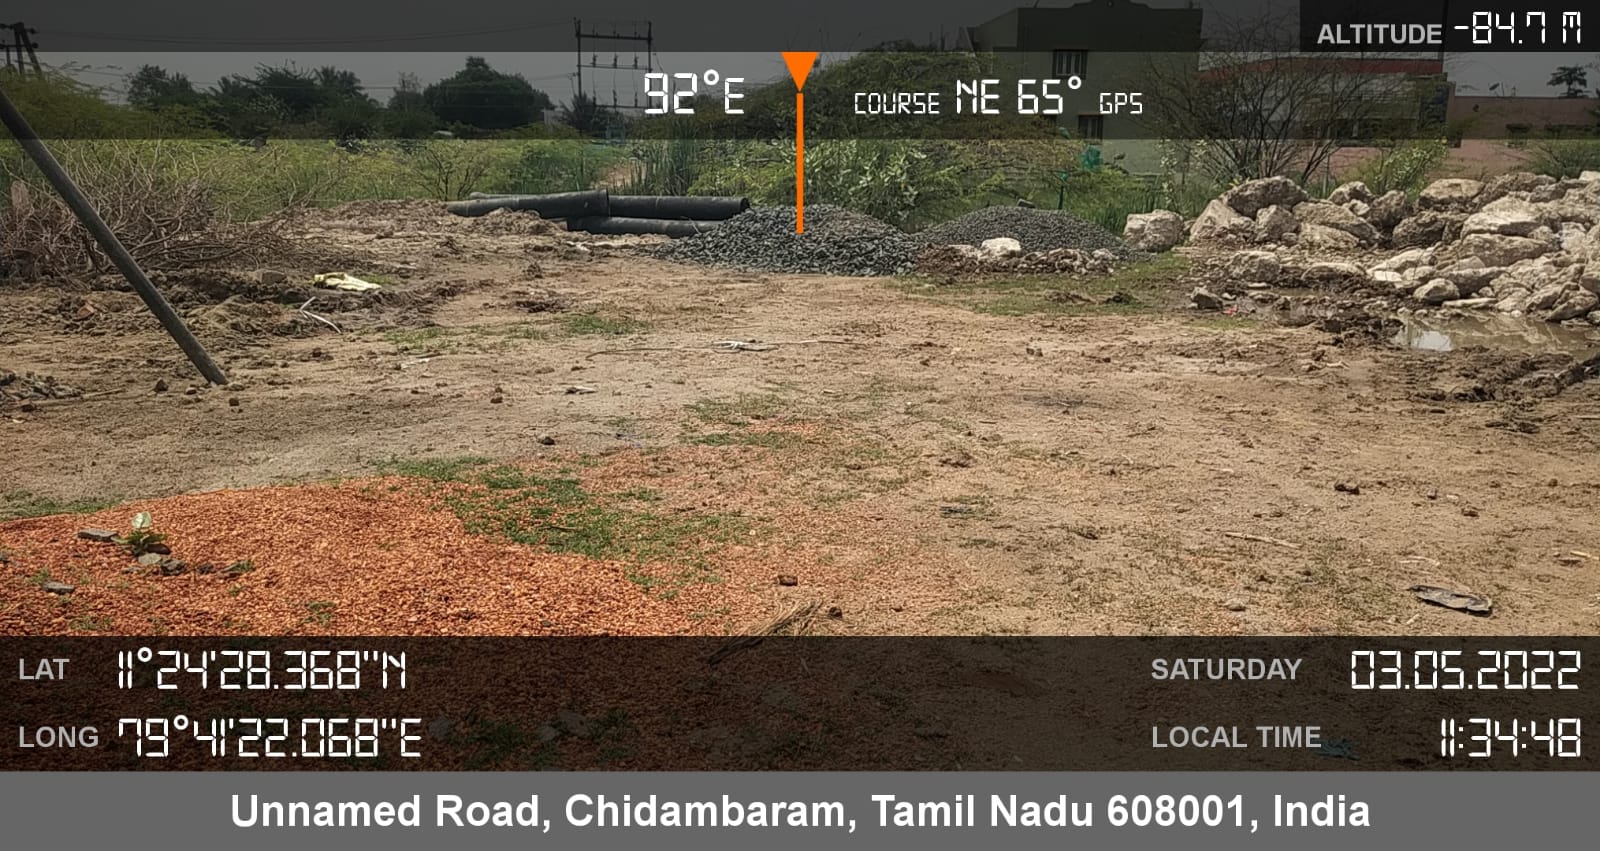 ALTITUDE -84.7 M
92°E COURSE NE 65° GPS
LAT 11°24'28.368"N
SATURDAY 03.05.2022
LONG 79°41'22.068"E
LOCAL TIME 11:34:48
Unnamed Road, Chidambaram, Tamil Nadu 608001, India